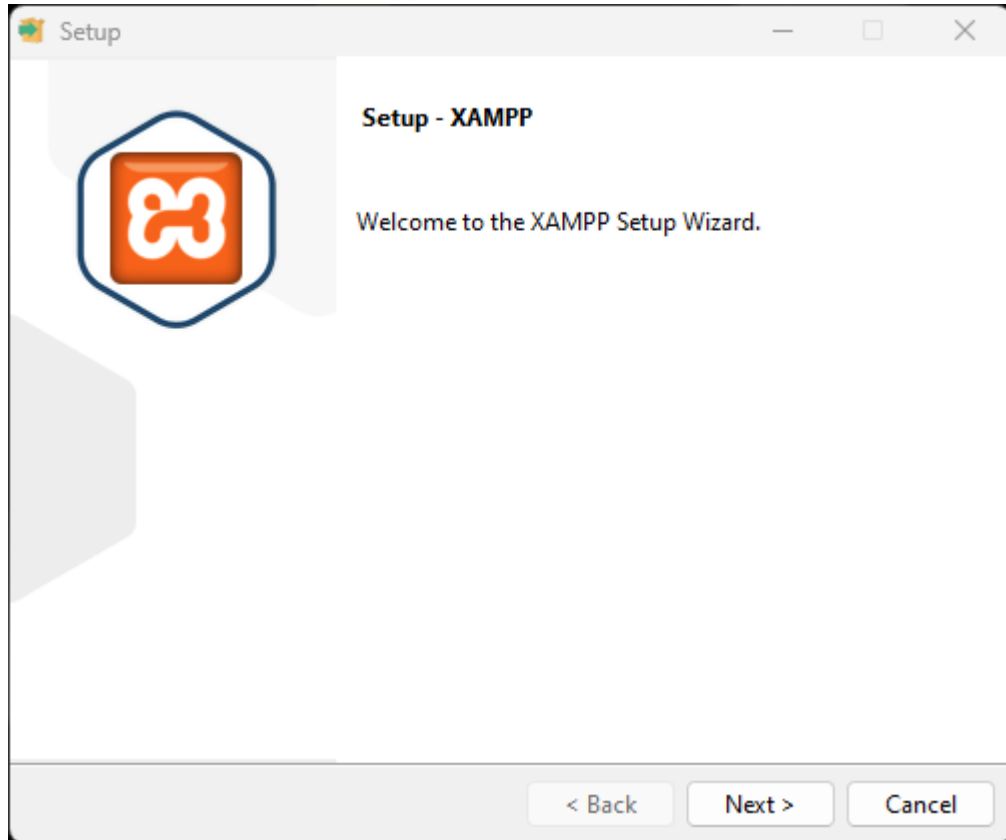 Setup
Setup - XAMPP
Welcome to the XAMPP Setup Wizard.
< Back
Next >
Cancel